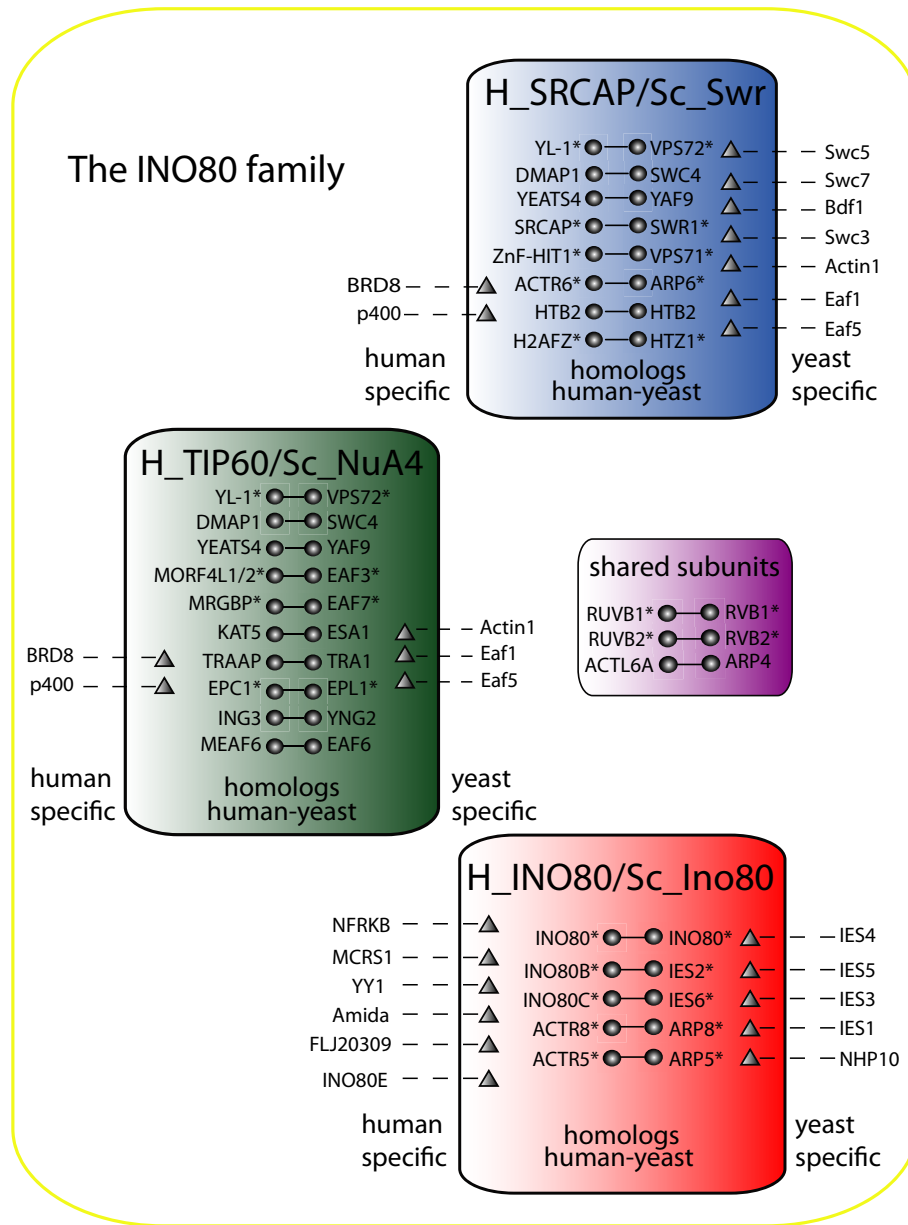 The INO80 family
H_SRCAP/Sc_Swr
YL-1* VPS72* Swc5
DMAP1 SWC4 Swc7
YEATS4 YAF9 Bdf1
SRCAP* SWR1* Swc3
ZnF-HIT1* VPS71* Actin1
BRD8 ACTR6* ARP6* Eaf1
p400 HTB2 HTB2 Eaf5
H2AFZ* HTZ1*
human specific
homologs human-yeast
yeast specific
H_TIP60/Sc_NuA4
YL-1* VPS72*
DMAP1 SWC4
YEATS4 YAF9
MORF4L1/2* EAF3*
MRGBP* EAF7*
KAT5 ESA1 Actin1
BRD8 TRAAP TRA1 Eaf1
p400 EPC1* EPL1* Eaf5
ING3 YNG2
MEAF6 EAF6
human specific
homologs human-yeast
yeast specific
shared subunits
RUVB1* RVB1*
RUVB2* RVB2*
ACTL6A ARP4
H_INO80/Sc_Ino80
NFRKB INO80* INO80* IES4
MCRS1 INO80B* IES2* IES5
YY1 INO80C* IES6* IES3
Amida ACTR8* ARP8* IES1
FLJ20309 ACTR5* ARP5* NHP10
INO80E
human specific
homologs human-yeast
yeast specific